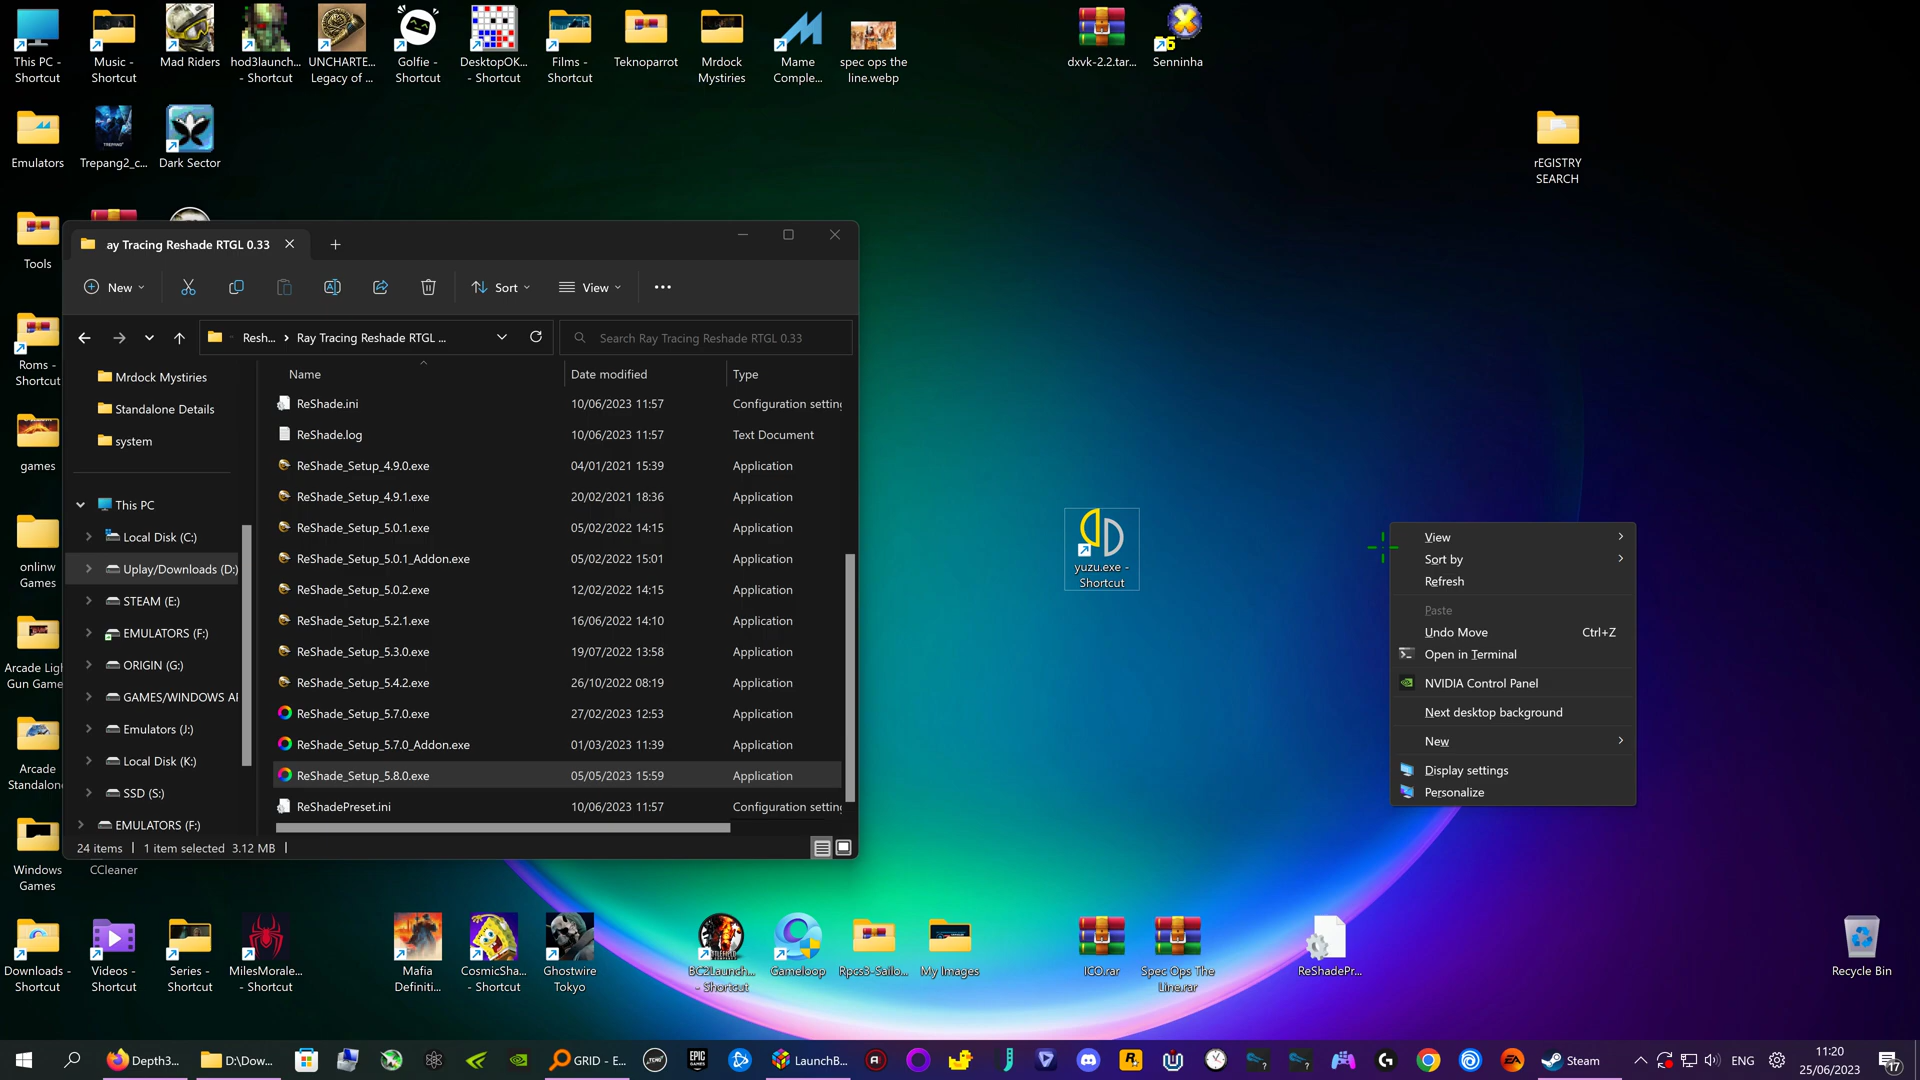 This PC -
Shortcut
Music -
Shortcut
Mad Riders
hod3launch...
- Shortcut
UNCHARTE...
Legacy of ...
Golfie -
Shortcut
DesktopOK...
- Shortcut
Films -
Shortcut
Teknoparrot
Mrdock
Mystiries
Mame
Comple...
spec ops the
line.webp
dxvk-2.2.tar...
Senninha
Emulators
Trepang2_c...
Dark Sector
rEGISTRY
SEARCH
Tools
Roms -
Shortcut
games
onlinw
Games
Arcade Ligh
Gun Game
Arcade
Standalone
Windows
Games
CCleaner
ay Tracing Reshade RTGL 0.33
New
Sort
View
Resh...
Ray Tracing Reshade RTGL ...
Search Ray Tracing Reshade RTGL 0.33
Mrdock Mystiries
Standalone Details
system
This PC
Local Disk (C:)
Uplay/Downloads (D:)
STEAM (E:)
EMULATORS (F:)
ORIGIN (G:)
GAMES/WINDOWS AP
Emulators (J:)
Local Disk (K:)
SSD (S:)
EMULATORS (F:)
Name Date modified Type
ReShade.ini 10/06/2023 11:57 Configuration setting
ReShade.log 10/06/2023 11:57 Text Document
ReShade_Setup_4.9.0.exe 04/01/2021 15:39 Application
ReShade_Setup_4.9.1.exe 20/02/2021 18:36 Application
ReShade_Setup_5.0.1.exe 05/02/2022 14:15 Application
ReShade_Setup_5.0.1_Addon.exe 05/02/2022 15:01 Application
ReShade_Setup_5.0.2.exe 12/02/2022 14:15 Application
ReShade_Setup_5.2.1.exe 16/06/2022 14:10 Application
ReShade_Setup_5.3.0.exe 19/07/2022 13:58 Application
ReShade_Setup_5.4.2.exe 26/10/2022 08:19 Application
ReShade_Setup_5.7.0.exe 27/02/2023 12:53 Application
ReShade_Setup_5.7.0_Addon.exe 01/03/2023 11:39 Application
ReShade_Setup_5.8.0.exe 05/05/2023 15:59 Application
ReShadePreset.ini 10/06/2023 11:57 Configuration setting
24 items 1 item selected 3.12 MB
yuzu.exe -
Shortcut
View
Sort by
Refresh
Paste
Undo Move Ctrl+Z
Open in Terminal
NVIDIA Control Panel
Next desktop background
New
Display settings
Personalize
Downloads -
Shortcut
Videos -
Shortcut
Series -
Shortcut
MilesMorale...
- Shortcut
Mafia
Definiti...
CosmicSha...
- Shortcut
Ghostwire
Tokyo
BC2Launch...
- Shortcut
Gameloop
Rpcs3-Sailo...
My Images
ICO.rar
Spec Ops The
Line.rar
ReShadePr...
Recycle Bin
Depth3...
D:\Dow...
GRID - E...
EPIC
GAMES
LaunchB...
EA
Steam
ENG
11:20
25/06/2023
17